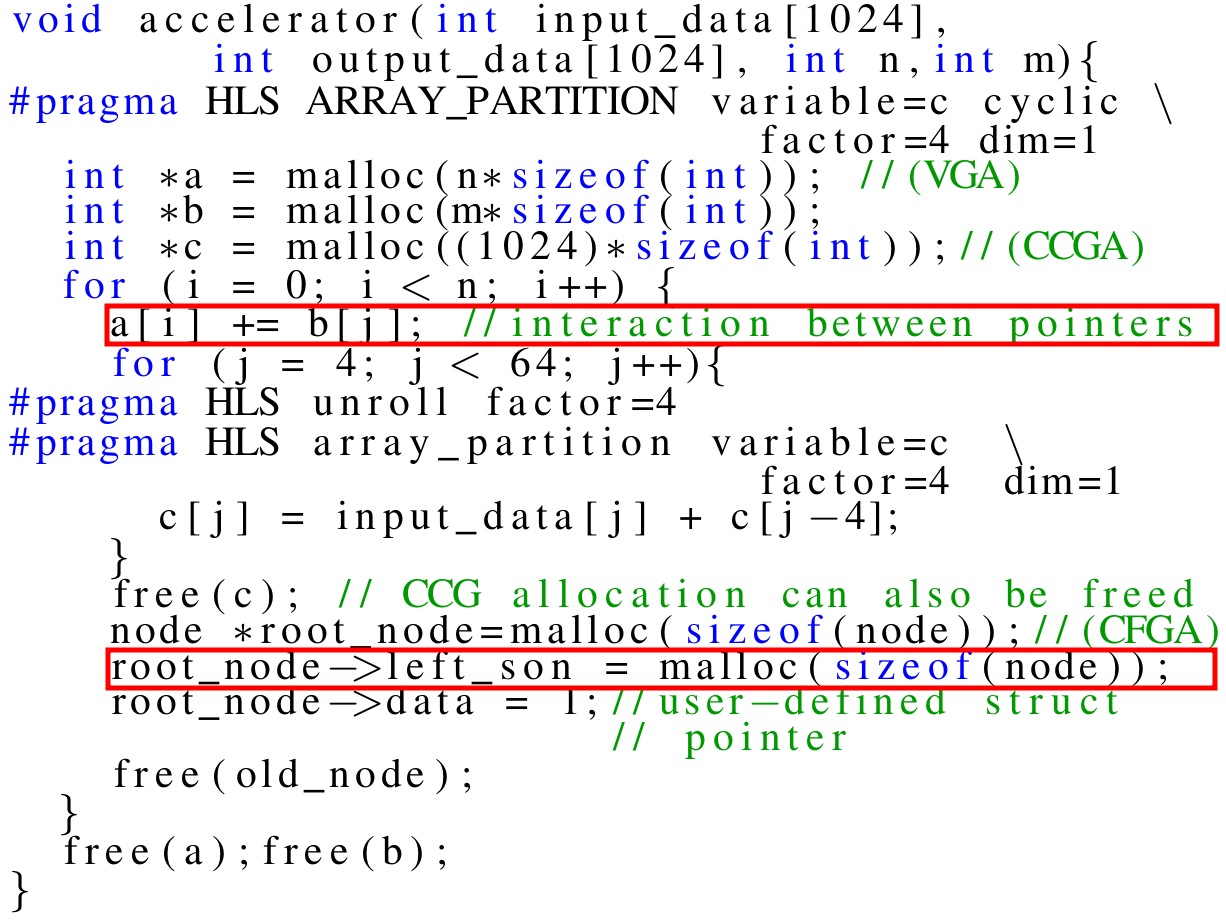 void accelerator(int input_data[1024],
int output_data[1024], int n,int m){
#pragma HLS ARRAY_PARTITION variable=c cyclic \
factor=4 dim=1
int *a = malloc(n*sizeof(int)); //(VGA)
int *b = malloc(m*sizeof(int));
int *c = malloc((1024)*sizeof(int));//(CCGA)
for (i = 0; i < n; i++) {
a[i] += b[j]; //interaction between pointers
for (j = 4; j < 64; j++){
#pragma HLS unroll factor=4
#pragma HLS array_partition variable=c \
factor=4 dim=1
c[j] = input_data[j] + c[j−4];
}
free(c); // CCG allocation can also be freed
node *root_node=malloc(sizeof(node));//(CFGA)
root_node−>left_son = malloc(sizeof(node));
root_node−>data = 1;//user−defined struct
// pointer
free(old_node);
}
free(a);free(b);
}